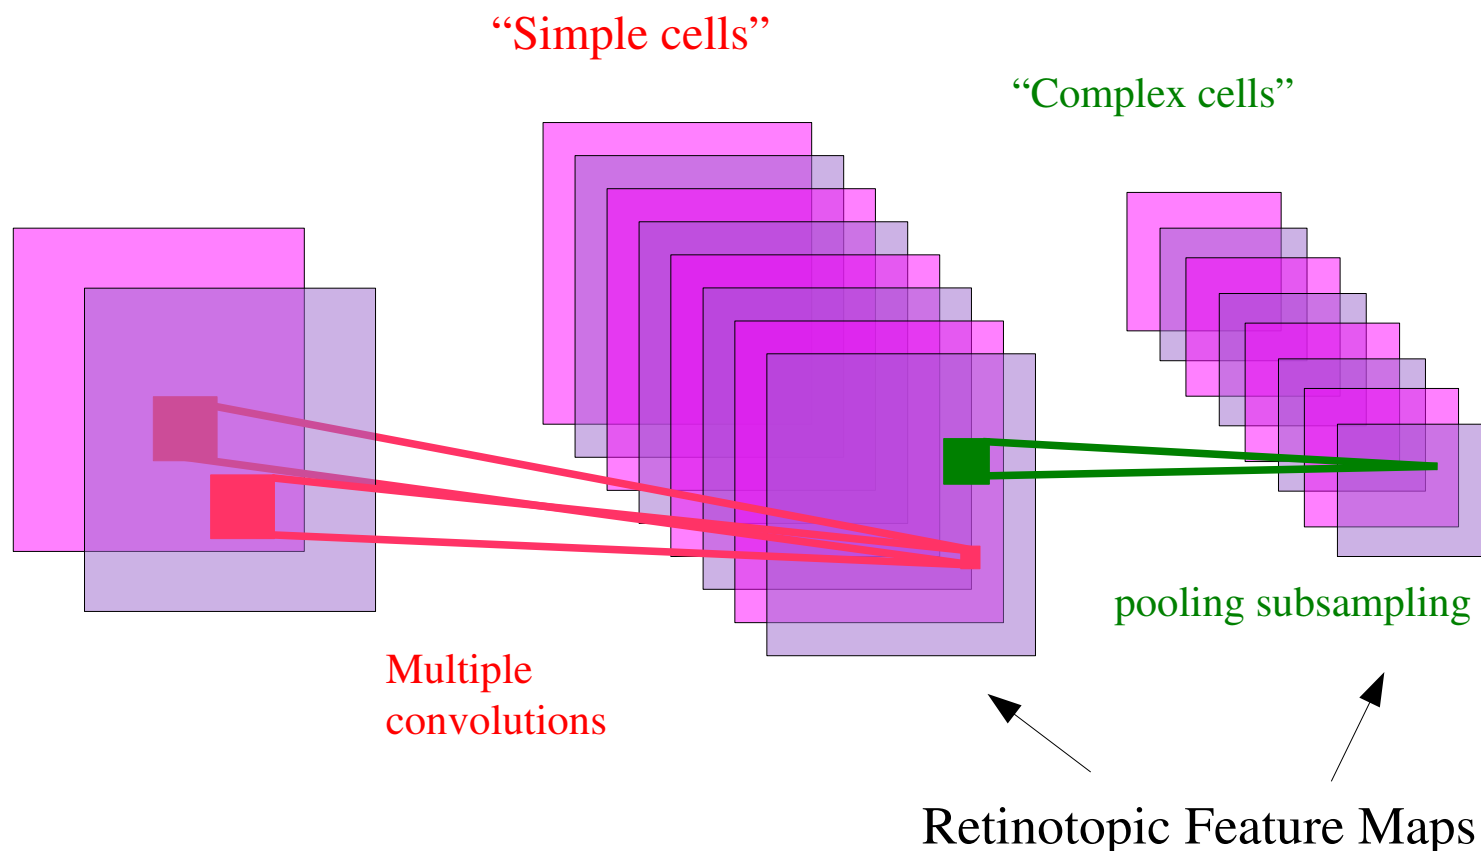 “Simple cells”
“Complex cells”
pooling subsampling
Multiple
convolutions
Retinotopic Feature Maps